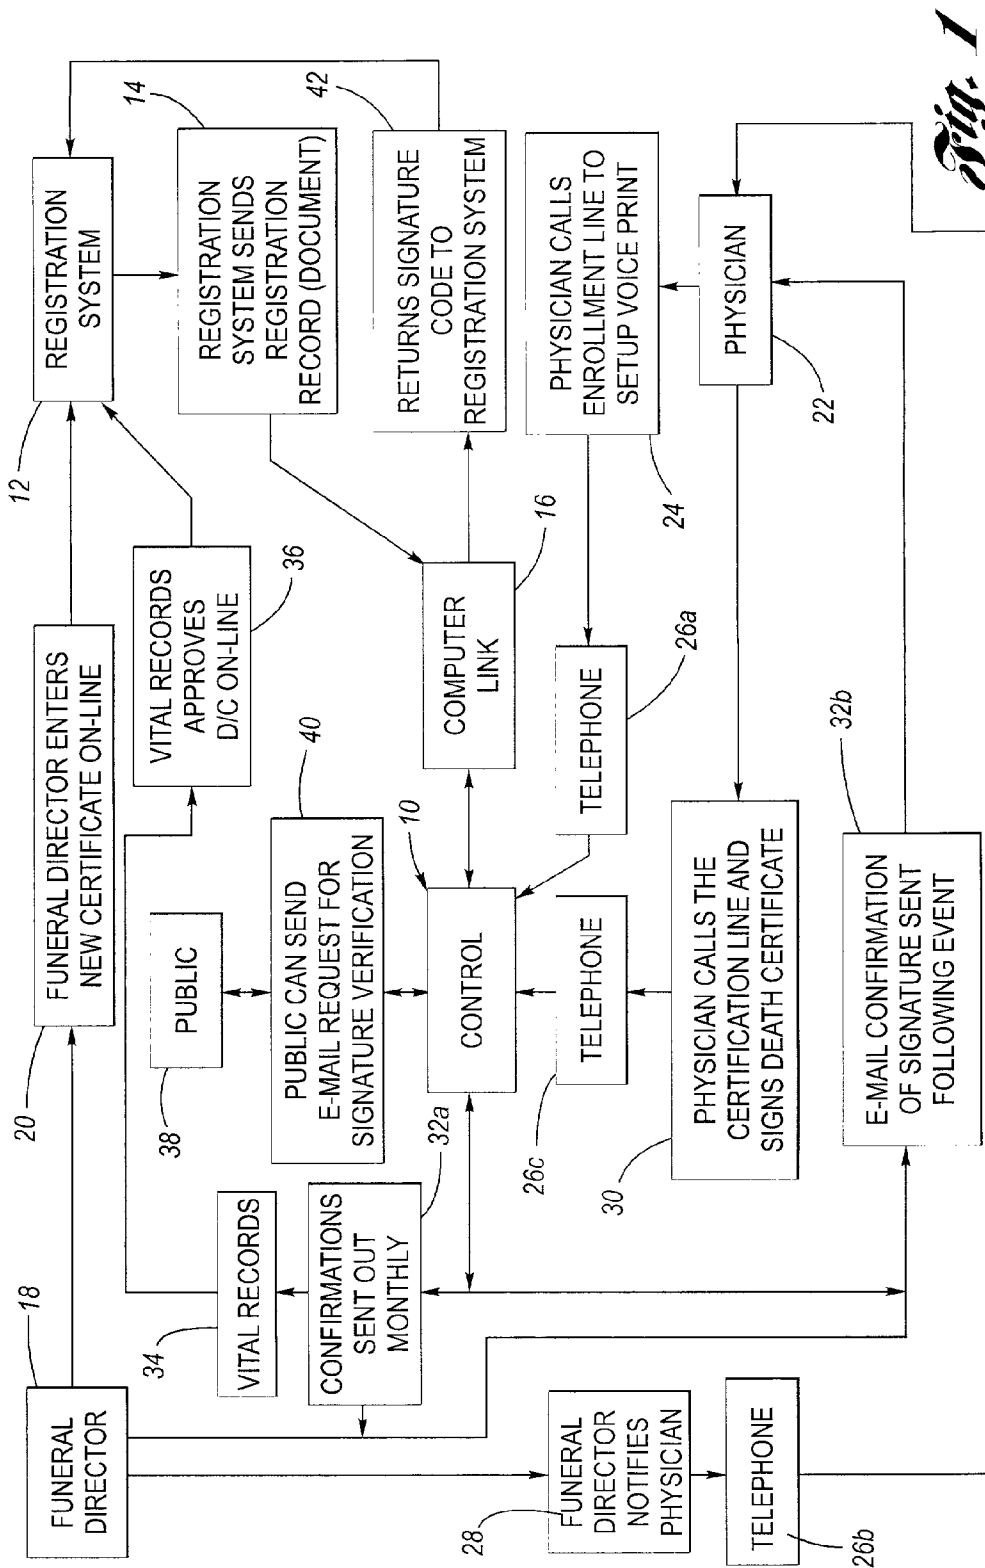 18
FUNERAL
DIRECTOR
20
FUNERAL DIRECTOR ENTERS
NEW CERTIFICATE ON-LINE
12
REGISTRATION
SYSTEM
34
VITAL RECORDS
38
PUBLIC
VITAL RECORDS
APPROVES
D/C ON-LINE
36
14
REGISTRATION
SYSTEM SENDS
REGISTRATION
RECORD (DOCUMENT)
CONFIRMATIONS
SENT OUT
MONTHLY
32a
PUBLIC CAN SEND
E-MAIL REQUEST FOR
SIGNATURE VERIFICATION
40
42
RETURNS SIGNATURE
CODE TO
REGISTRATION SYSTEM
10
CONTROL
COMPUTER
LINK
16
28
FUNERAL
DIRECTOR
NOTIFIES
PHYSICIAN
26c
TELEPHONE
TELEPHONE
26a
PHYSICIAN CALLS
ENROLLMENT LINE TO
SETUP VOICE PRINT
24
30
PHYSICIAN CALLS THE
CERTIFICATION LINE AND
SIGNS DEATH CERTIFICATE
PHYSICIAN
22
TELEPHONE
26b
E-MAIL CONFIRMATION
OF SIGNATURE SENT
FOLLOWING EVENT
32b
Fig. 1